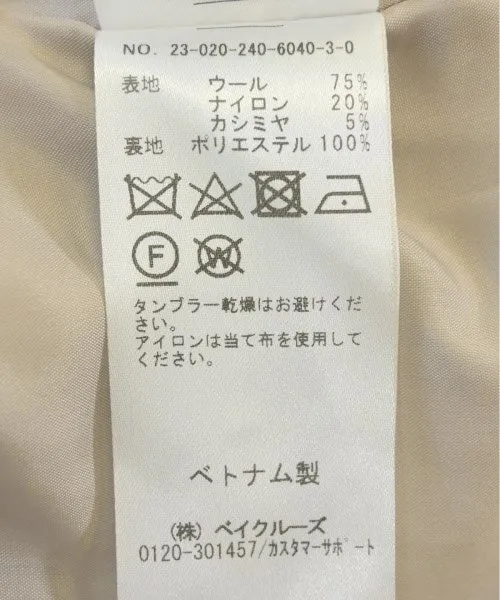 NO. 23-020-240-6040-3-0
表地 ウール 75%
ナイロン 20%
カシミヤ 5%
裏地 ポリエステル 100%
F W
タンブラー乾燥はお避けくだ
さい。
アイロンは当て布を使用して
ください。
ベトナム製
(株) ベイクルーズ
0120-301457/ｶｽﾀﾏｰｻﾎﾟｰﾄ